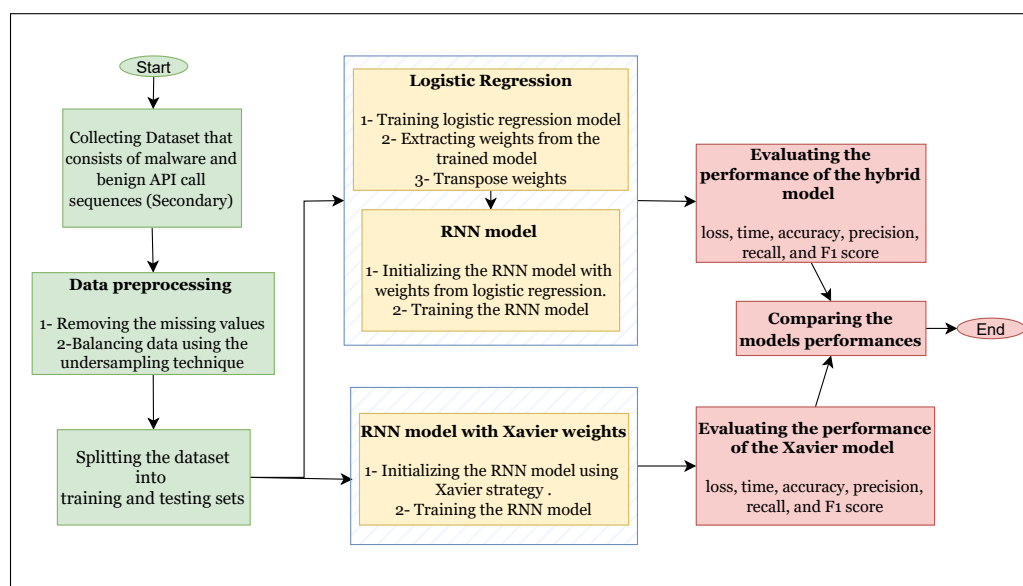 Start
Collecting Dataset that
consists of malware and
benign API call
sequences (Secondary)
Data preprocessing
1- Removing the missing values
2-Balancing data using the
undersampling technique
Splitting the dataset
into
training and testing sets
Logistic Regression
1- Training logistic regression model
2- Extracting weights from the
trained model
3- Transpose weights
RNN model
1- Initializing the RNN model with
weights from logistic regression.
2- Training the RNN model
RNN model with Xavier weights
1- Initializing the RNN model using
Xavier strategy .
2- Training the RNN model
Evaluating the
performance of the hybrid
model
loss, time, accuracy, precision,
recall, and F1 score
Comparing the
models performances
End
Evaluating the performance
of the Xavier model
loss, time, accuracy, precision,
recall, and F1 score